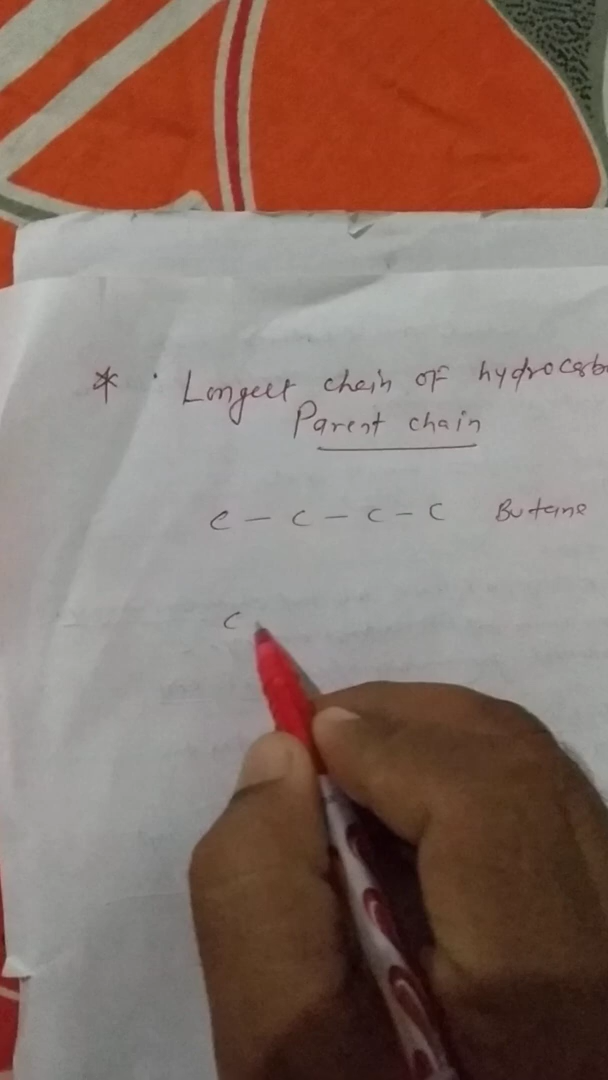 * · Longest chain of hydrocarb
Parent chain
C - C - C - C Butane
C